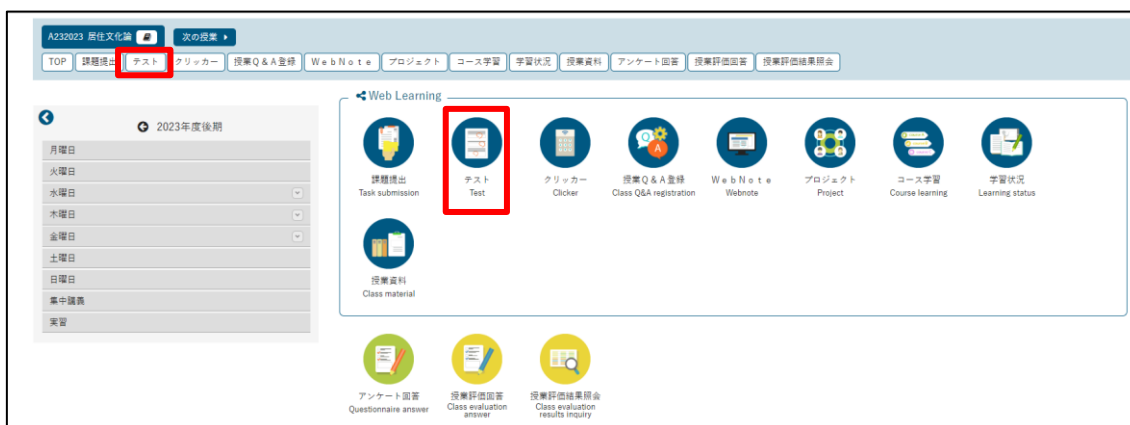 A232023 居住文化論
次の授業
TOP 課題提出 テスト クリッカー 授業Q&A登録 WebNote プロジェクト コース学習 学習状況 授業資料 アンケート回答 授業評価回答 授業評価結果照会
2023年度後期
月曜日
火曜日
水曜日
木曜日
金曜日
土曜日
日曜日
集中講義
実習
Web Learning
課題提出
Task submission
テスト
Test
クリッカー
Clicker
授業Q&A登録
Class Q&A registration
WebNote
Webnote
プロジェクト
Project
コース学習
Course learning
学習状況
Learning status
授業資料
Class material
アンケート回答
Questionnaire answer
授業評価回答
Class evaluation
answer
授業評価結果照会
Class evaluation
results inquiry